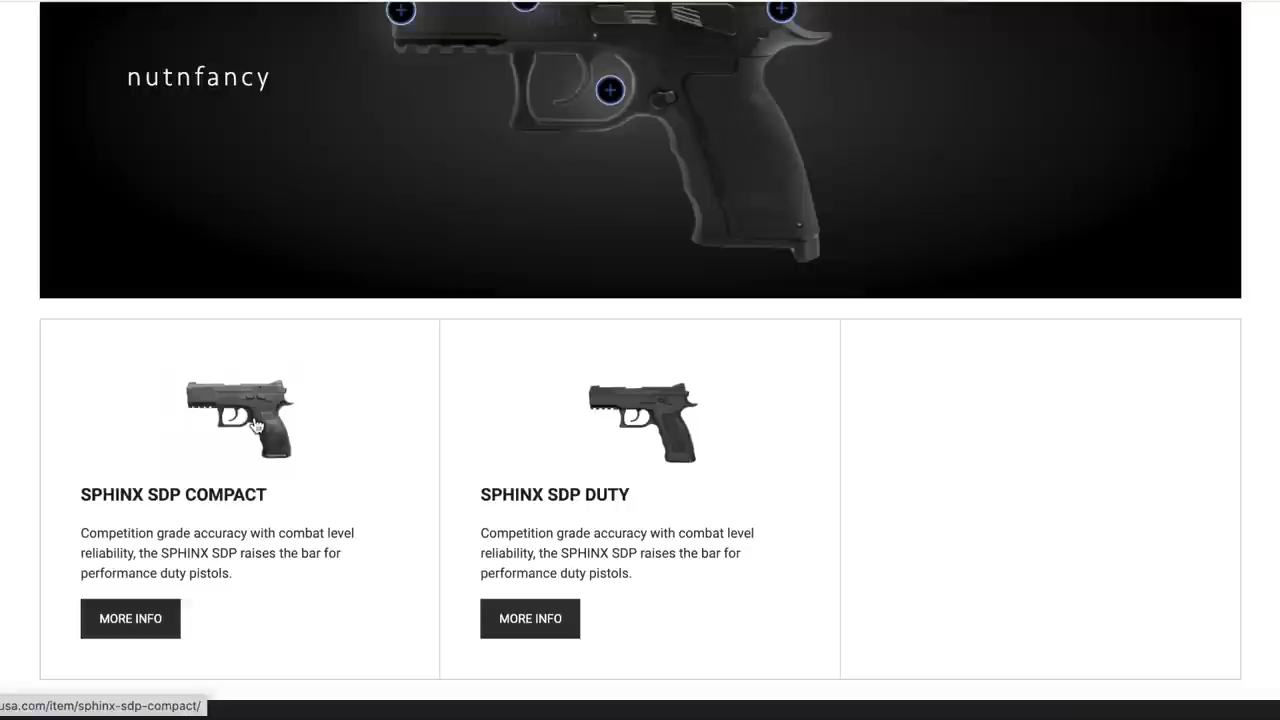 nutnfancy
SPHINX SDP COMPACT
Competition grade accuracy with combat level
reliability, the SPHINX SDP raises the bar for
performance duty pistols.
MORE INFO
SPHINX SDP DUTY
Competition grade accuracy with combat level
reliability, the SPHINX SDP raises the bar for
performance duty pistols.
MORE INFO
usa.com/item/sphinx-sdp-compact/